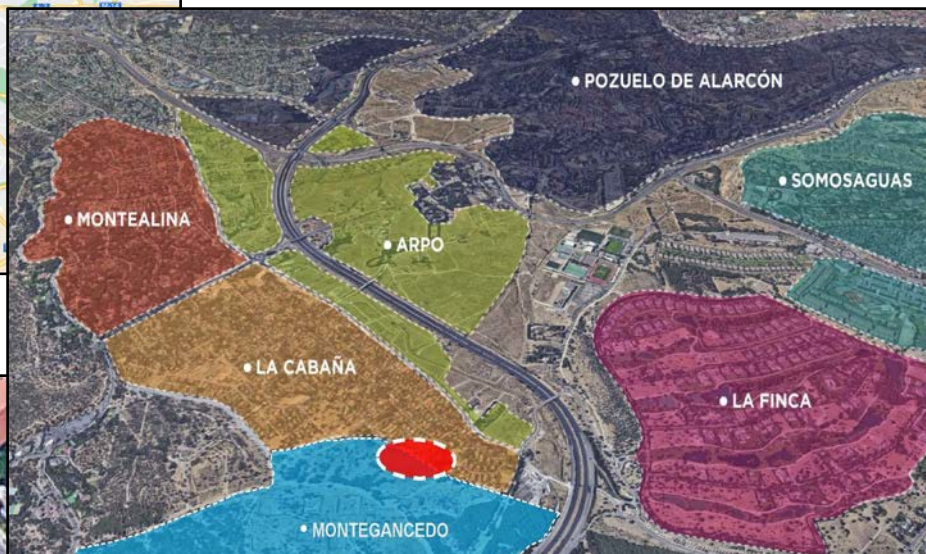 • POZUELO DE ALARCÓN
• SOMOSAGUAS
• MONTEALINA
• ARPO
• LA CABAÑA
• LA FINCA
• MONTEGANCEDO